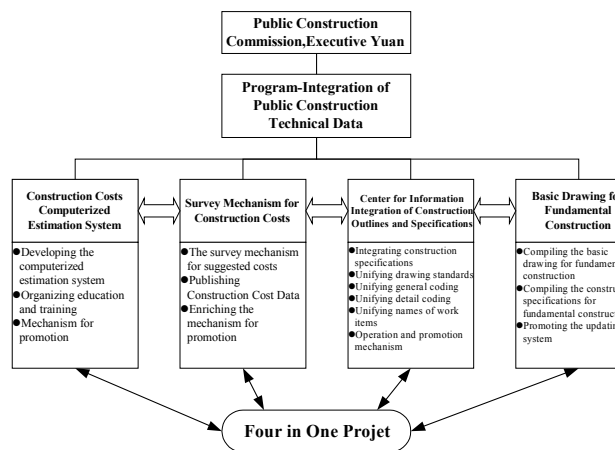 Public Construction
Commission,Executive Yuan
Program-Integration of
Public Construction
Technical Data
Construction Costs
Computerized
Estimation System
●Developing the
computerized
estimation system
●Organizing education
and training
●Mechanism for
promotion
Survey Mechanism for
Construction Costs
●The survey mechanism
for suggested costs
●Publishing
Construction Cost Data
●Enriching the
mechanism for
promotion
Center for Information
Integration of Construction
Outlines and Specifications
●Integrating construction
specifications
●Unifying drawing standards
●Unifying general coding
●Unifying detail coding
●Unifying names of work
items
●Operation and promotion
mechanism
Basic Drawing
Fundamental
Construction
●Compiling the basic
drawing for
construction
●Compiling the
specifications for
fundamental
●Promoting the
system
Four in One Projet